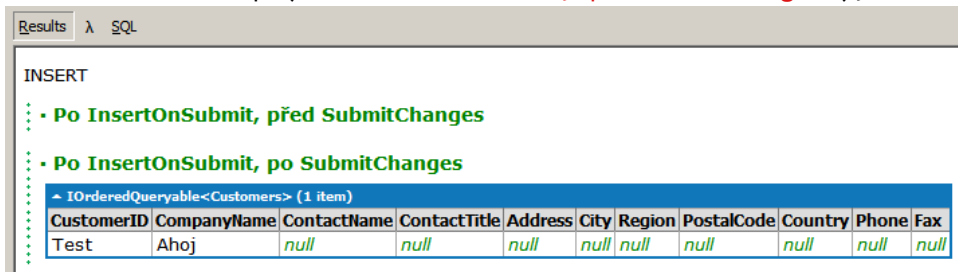 Results λ SQL
INSERT
Po InsertOnSubmit, před SubmitChanges
Po InsertOnSubmit, po SubmitChanges
IOrderedQueryable<Customers> (1 item)
CustomerID CompanyName ContactName ContactTitle Address City Region PostalCode Country Phone Fax
Test Ahoj null null null null null null null null null